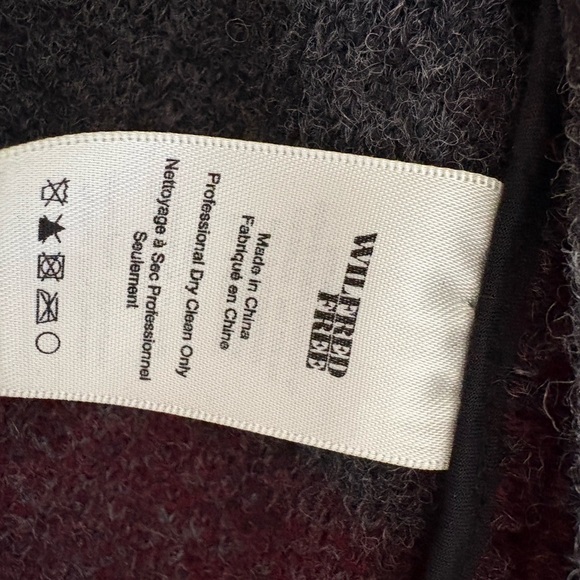 WILFRED
FREE
Made in China
Fabriqué en Chine
Professional Dry Clean Only
Nettoyage à Sec Professionnel
Seulement